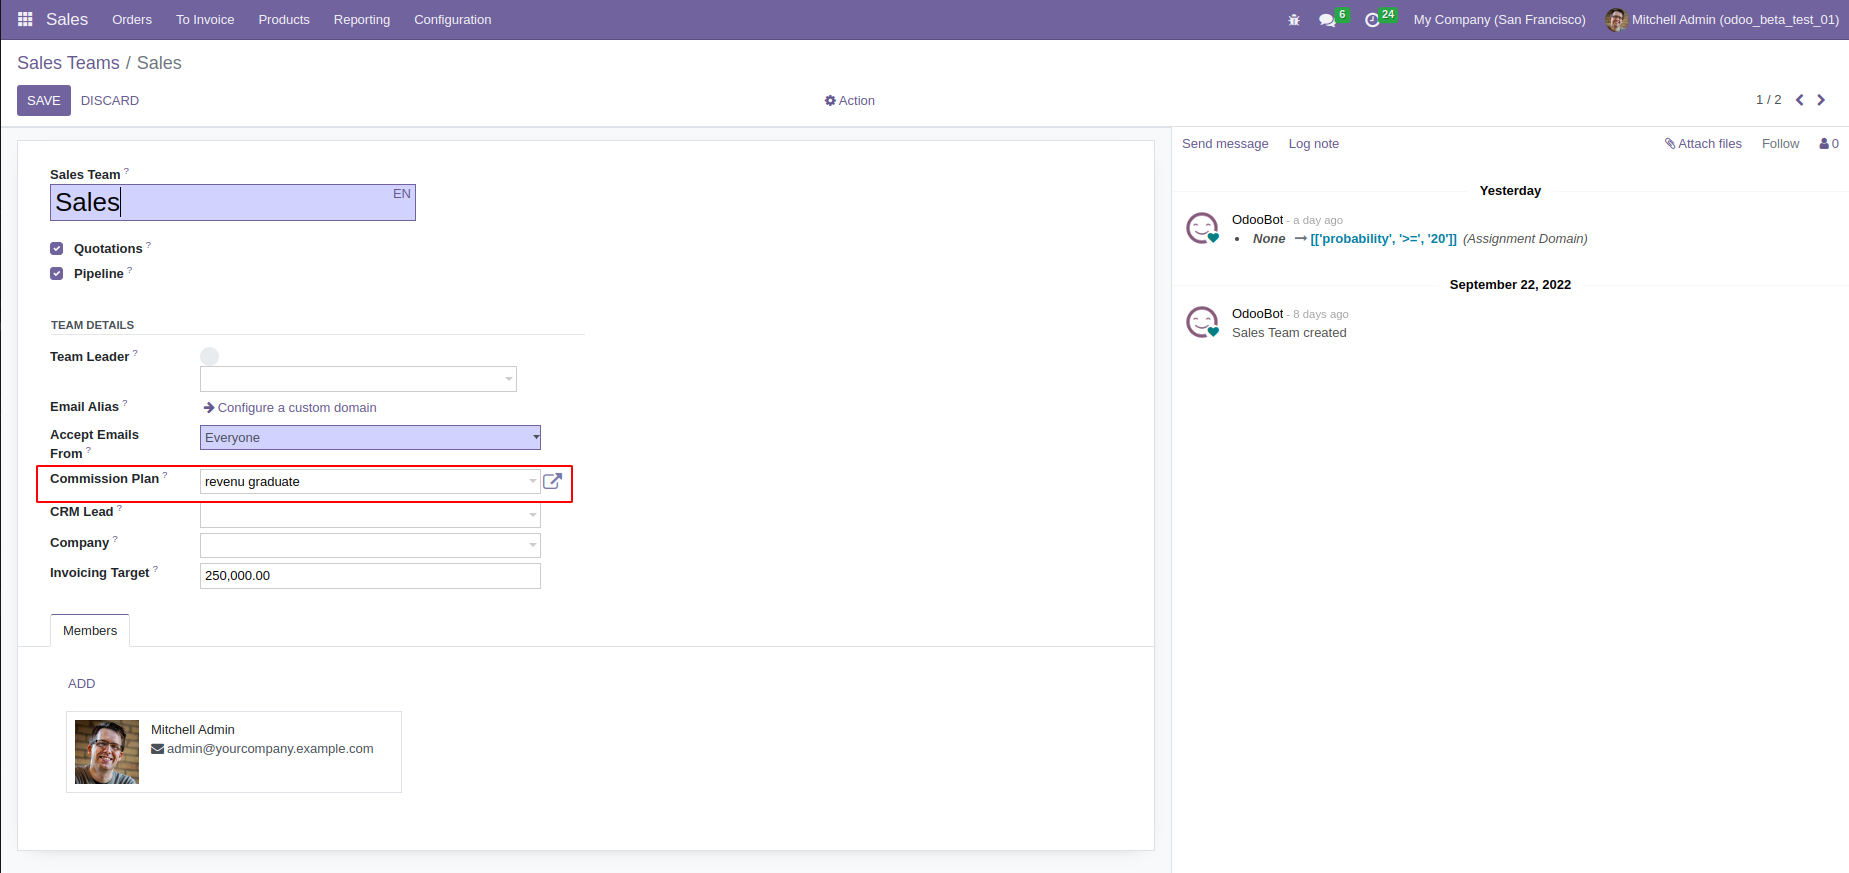 Sales Orders To Invoice Products Reporting Configuration 6 24 My Company (San Francisco) Mitchell Admin (odoo_beta_test_01)
Sales Teams / Sales
SAVE DISCARD Action 1 / 2
Sales Team ?
Sales EN
Quotations ?
Pipeline ?
TEAM DETAILS
Team Leader ?
Email Alias ? Configure a custom domain
Accept Emails
From ?
Everyone
Commission Plan ? revenu graduate
CRM Lead ?
Company ?
Invoicing Target ? 250,000.00
Members
ADD
Mitchell Admin
admin@yourcompany.example.com
Send message Log note Attach files Follow 0
Yesterday
OdooBot - a day ago
• None → [['probability', '>=', '20']] (Assignment Domain)
September 22, 2022
OdooBot - 8 days ago
Sales Team created